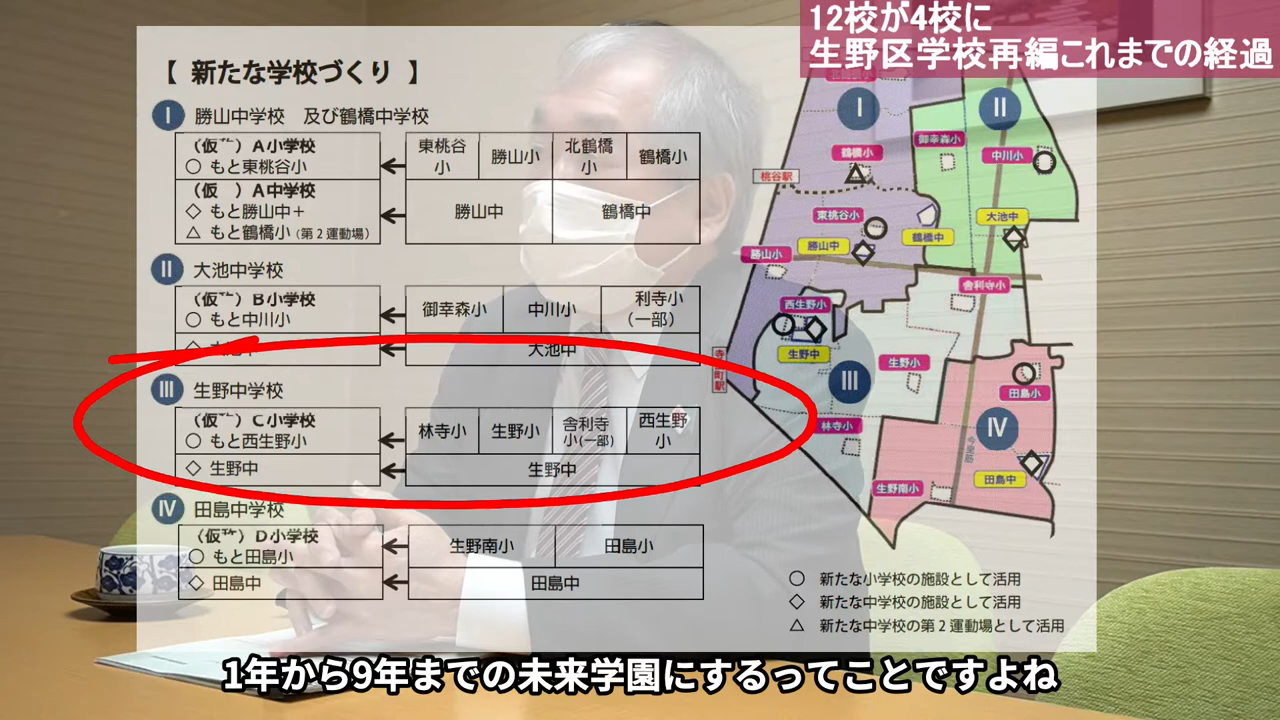 12校が4校に
生野区学校再編これまでの経過
【 新たな学校づくり 】
Ⅰ 勝山中学校 及び鶴橋中学校
(仮称)A小学校
○ もと東桃谷小
東桃谷小
勝山小
北鶴橋小
鶴橋小
(仮 )A中学校
◇ もと勝山中+
△ もと鶴橋小(第2運動場)
勝山中
鶴橋中
Ⅱ 大池中学校
(仮称)B小学校
○ もと中川小
御幸森小
中川小
利寺小(一部)
◇ 大池中
大池中
Ⅲ 生野中学校
(仮称)C小学校
○ もと西生野小
林寺小
生野小
舎利寺小(一部)
西生野小
◇ 生野中
生野中
Ⅳ 田島中学校
(仮称)D小学校
○ もと田島小
生野南小
田島小
◇ 田島中
田島中
Ⅰ
Ⅱ
御幸森小
鶴橋小
中川小
桃谷駅
東桃谷小
大池中
勝山中
鶴橋中
勝山小
舎利寺小
西生野小
生野中
生野小
Ⅲ
田島小
林寺小
Ⅳ
田島中
生野南小
○ 新たな小学校の施設として活用
◇ 新たな中学校の施設として活用
△ 新たな中学校の第2運動場として活用
1年から9年までの未来学園にするってことですよね